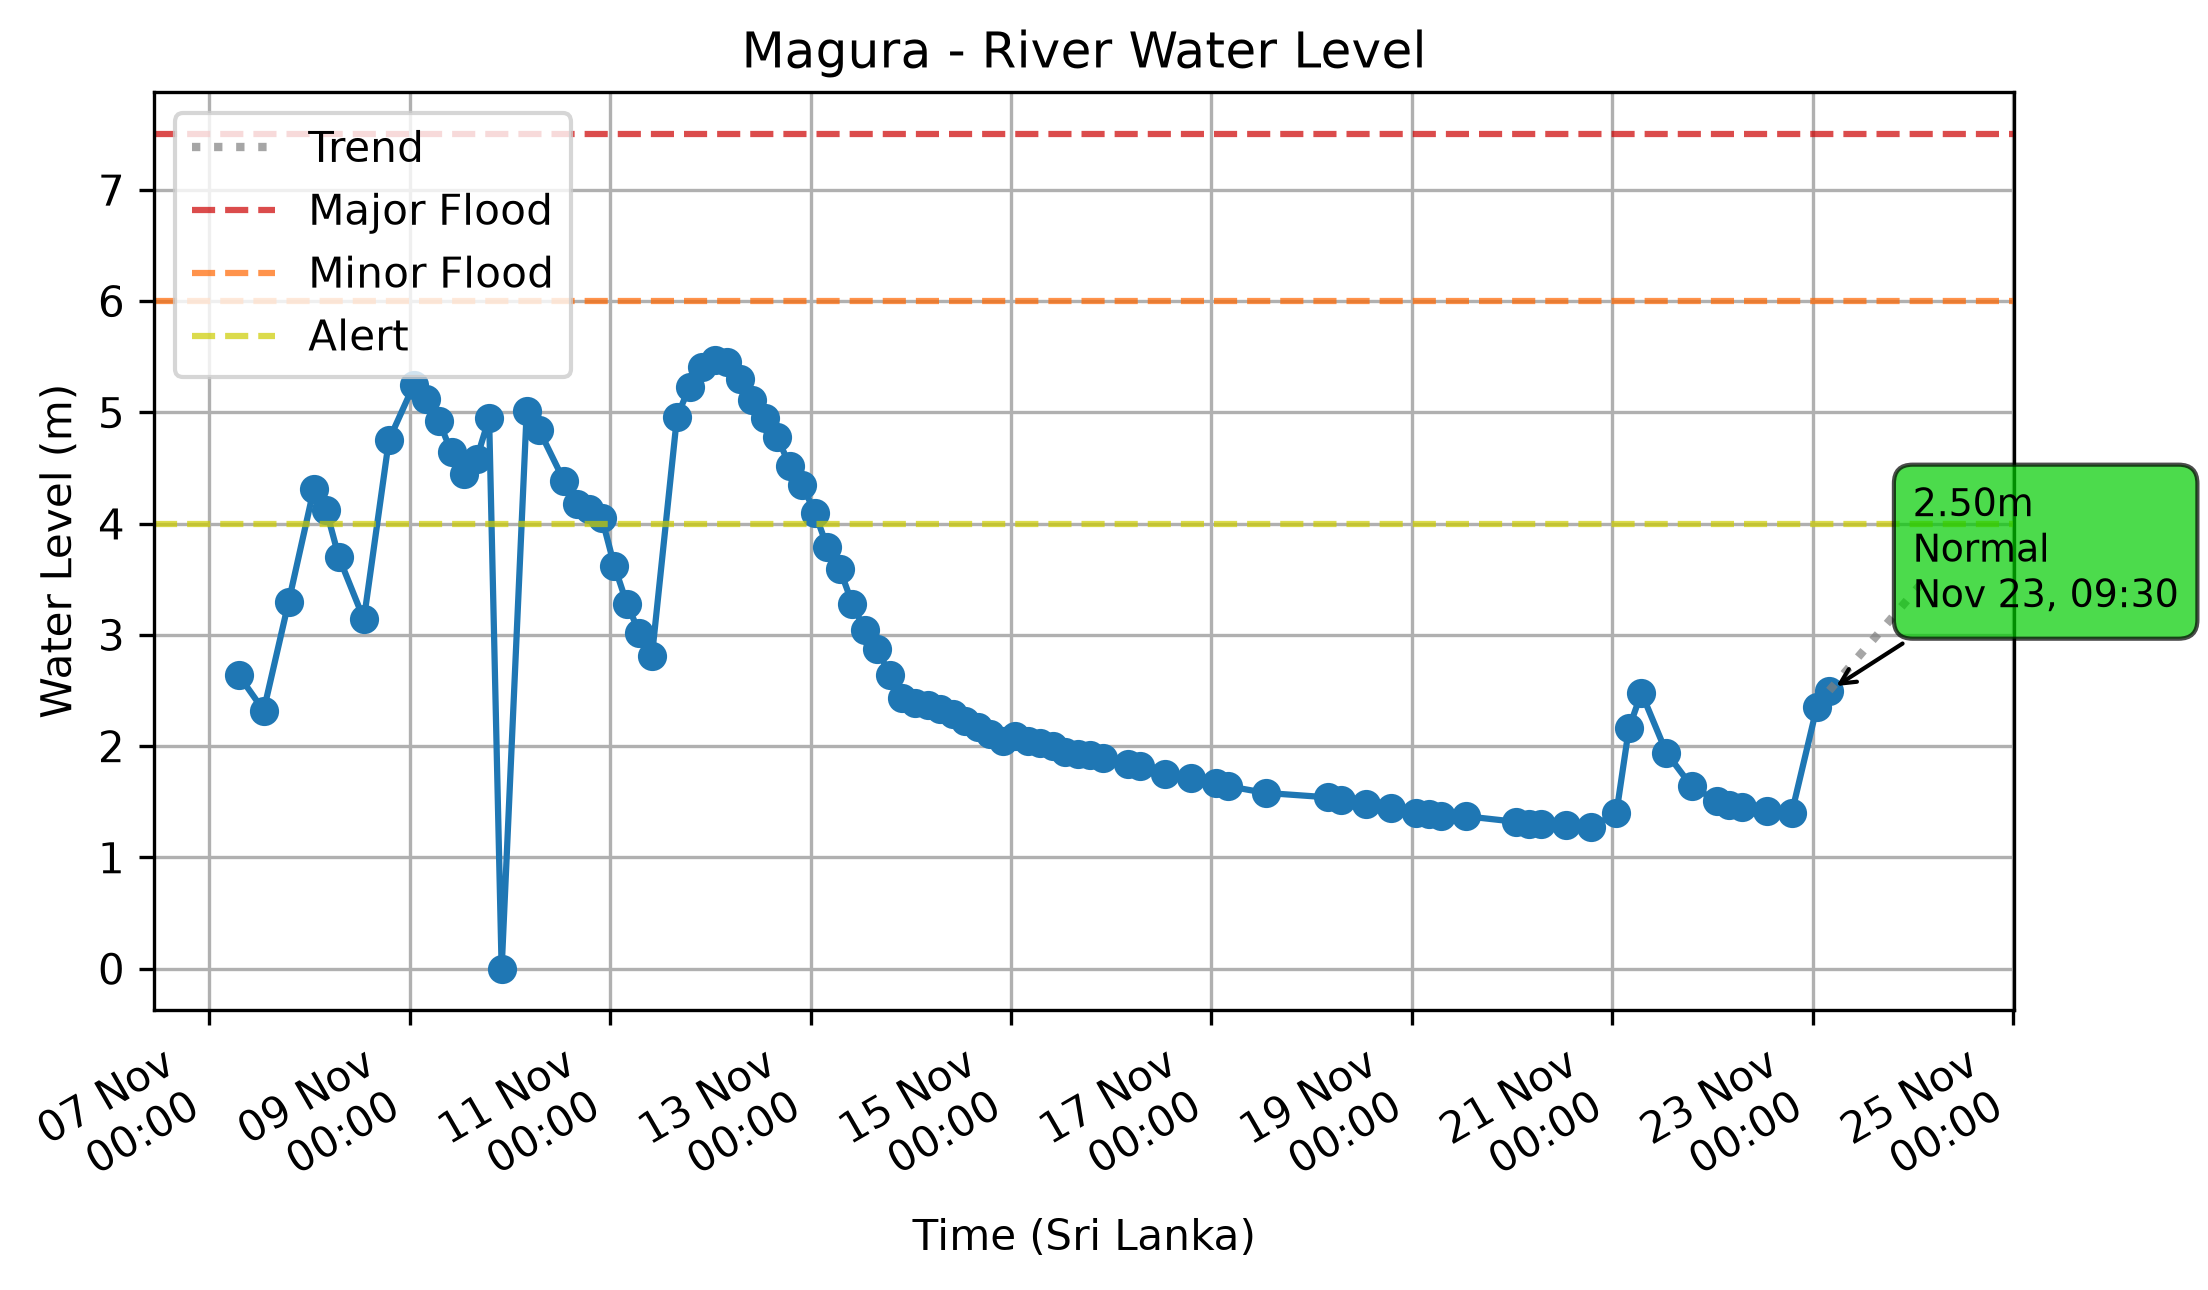 Magura - River Water Level
Trend
Major Flood
Minor Flood
Alert
7
6
5
4
3
2
1
0
Water Level (m)
2.50m
Normal
Nov 23, 09:30
07 Nov
00:00
09 Nov
00:00
11 Nov
00:00
13 Nov
00:00
15 Nov
00:00
17 Nov
00:00
19 Nov
00:00
21 Nov
00:00
23 Nov
00:00
25 Nov
00:00
Time (Sri Lanka)